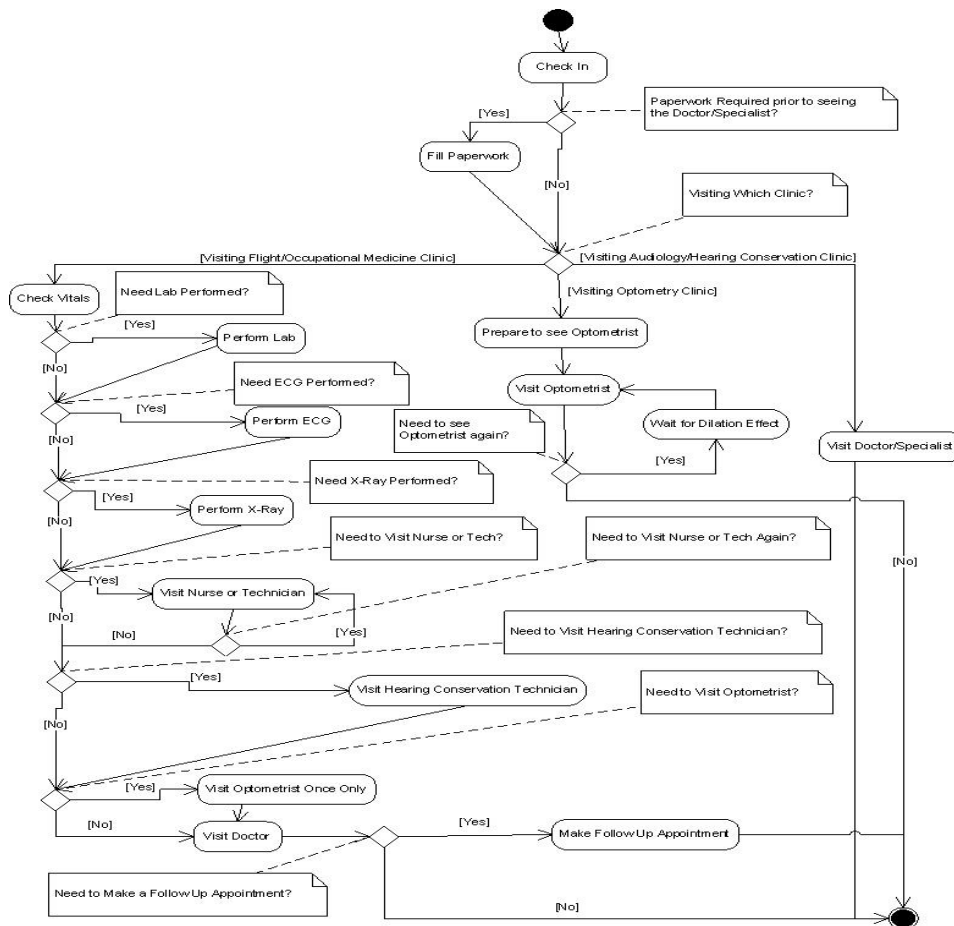 Check In
Paperwork Required prior to seeing
the Doctor/Specialist?
[Yes]
Fill Paperwork
[No]
Visiting Which Clinic?
[Visiting Flight/Occupational Medicine Clinic]
[Visiting Audiology/Hearing Conservation Clinic]
[Visiting Optometry Clinic]
Check Vitals
Need Lab Performed?
[Yes]
Perform Lab
[No]
Prepare to see Optometrist
Need ECG Performed?
Visit Optometrist
[Yes]
Perform ECG
[No]
Need to see
Optometrist again?
Wait for Dilation Effect
[Yes]
Visit Doctor/Specialist
Need X-Ray Performed?
[Yes]
Perform X-Ray
[No]
Need to Visit Nurse or Tech?
Need to Visit Nurse or Tech Again?
[No]
[Yes]
Visit Nurse or Technician
[No]
[No]
[Yes]
Need to Visit Hearing Conservation Technician?
[Yes]
Visit Hearing Conservation Technician
Need to Visit Optometrist?
[No]
[Yes]
Visit Optometrist Once Only
[No]
Visit Doctor
[Yes]
Make Follow Up Appointment
Need to Make a Follow Up Appointment?
[No]